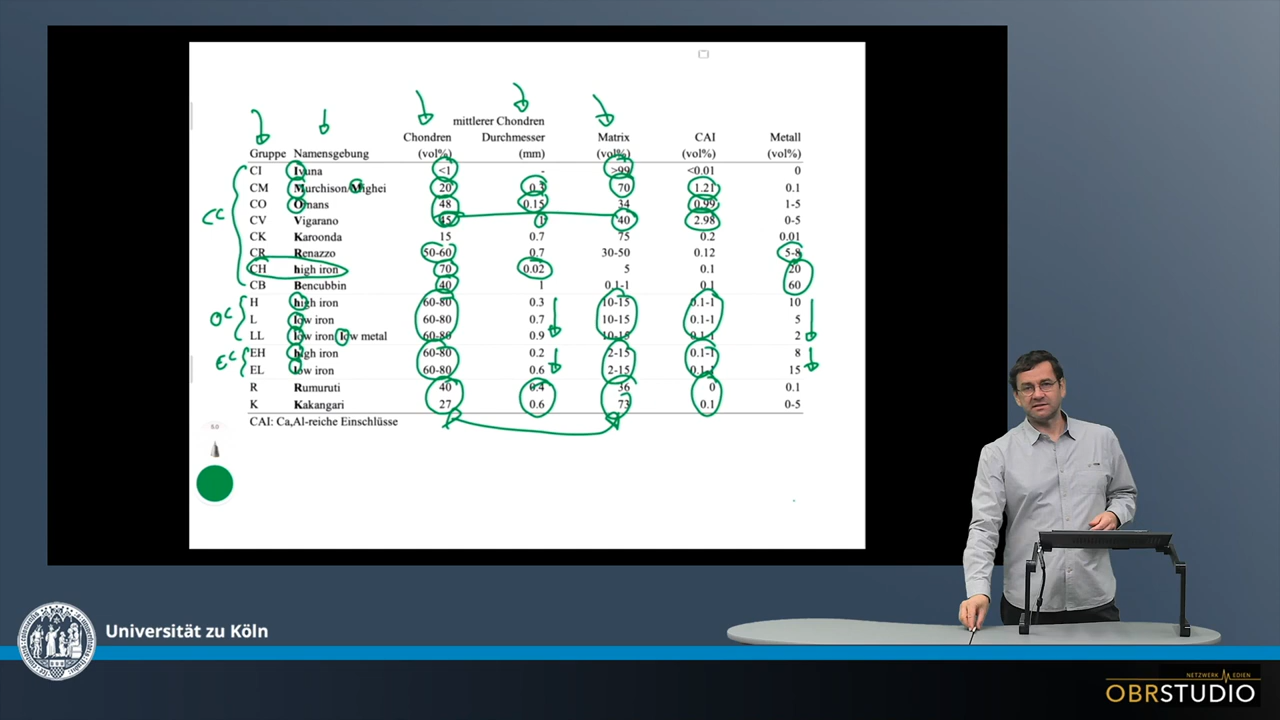 mittlerer Chondren
Chondren Durchmesser Matrix CAI Metall
Gruppe Namensgebung (vol%) (mm) (vol%) (vol%) (vol%)
CI Ivuna <1 - >99 <0.01 0
CM Murchison/Mighei 20 0.3 70 1.21 0.1
CO Ornans 48 0.15 34 0.99 1-5
CC CV Vigarano 45 1 40 2.98 0-5
CK Karoonda 15 0.7 75 0.2 0.01
CR Renazzo 50-60 0.7 30-50 0.12 5-8
CH high iron 70 0.02 5 0.1 20
CB Bencubbin 40 1 0.1-1 0.1 60
H high iron 60-80 0.3 10-15 0.1-1 10
OC L low iron 60-80 0.7 10-15 0.1-1 5
LL low iron low metal 60-80 0.9 10-15 0.1-1 2
EC EH high iron 60-80 0.2 2-15 0.1-1 8
EL low iron 60-80 0.6 2-15 0.1-1 15
R Rumuruti 40 0.4 36 0 0.1
K Kakangari 27 0.6 73 0.1 0-5
CAI: Ca,Al-reiche Einschlüsse
5.0
Universität zu Köln
NETZWERK MEDIEN
OBRSTUDIO